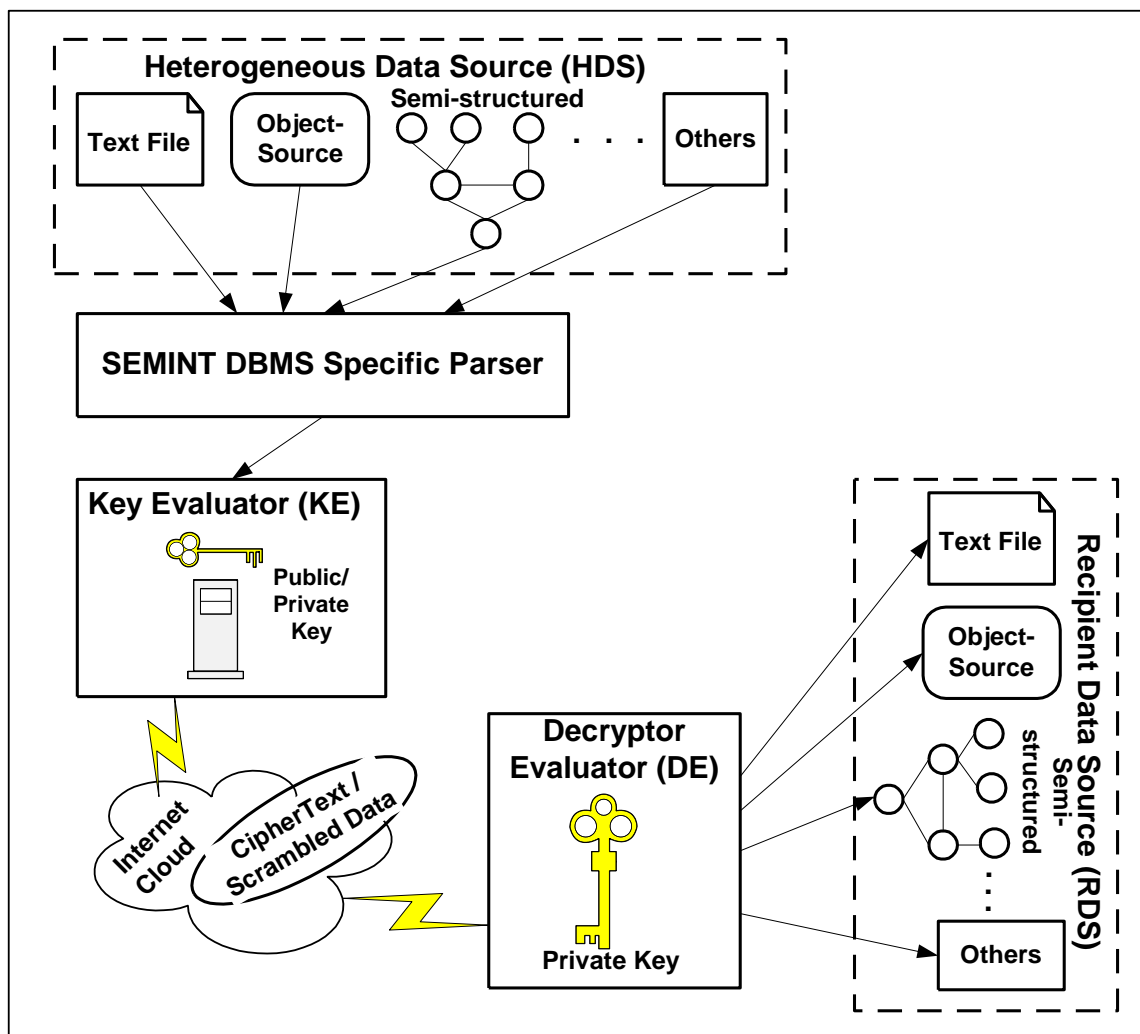 Heterogeneous Data Source (HDS)
Text File
Object-
Source
Semi-structured
. . .
Others
SEMINT DBMS Specific Parser
Key Evaluator (KE)
Public/
Private
Key
Internet
Cloud
CipherText /
Scrambled Data
Decryptor
Evaluator (DE)
Private Key
Recipient Data Source (RDS)
Text File
Object-
Source
Semi-
structured
. . .
Others